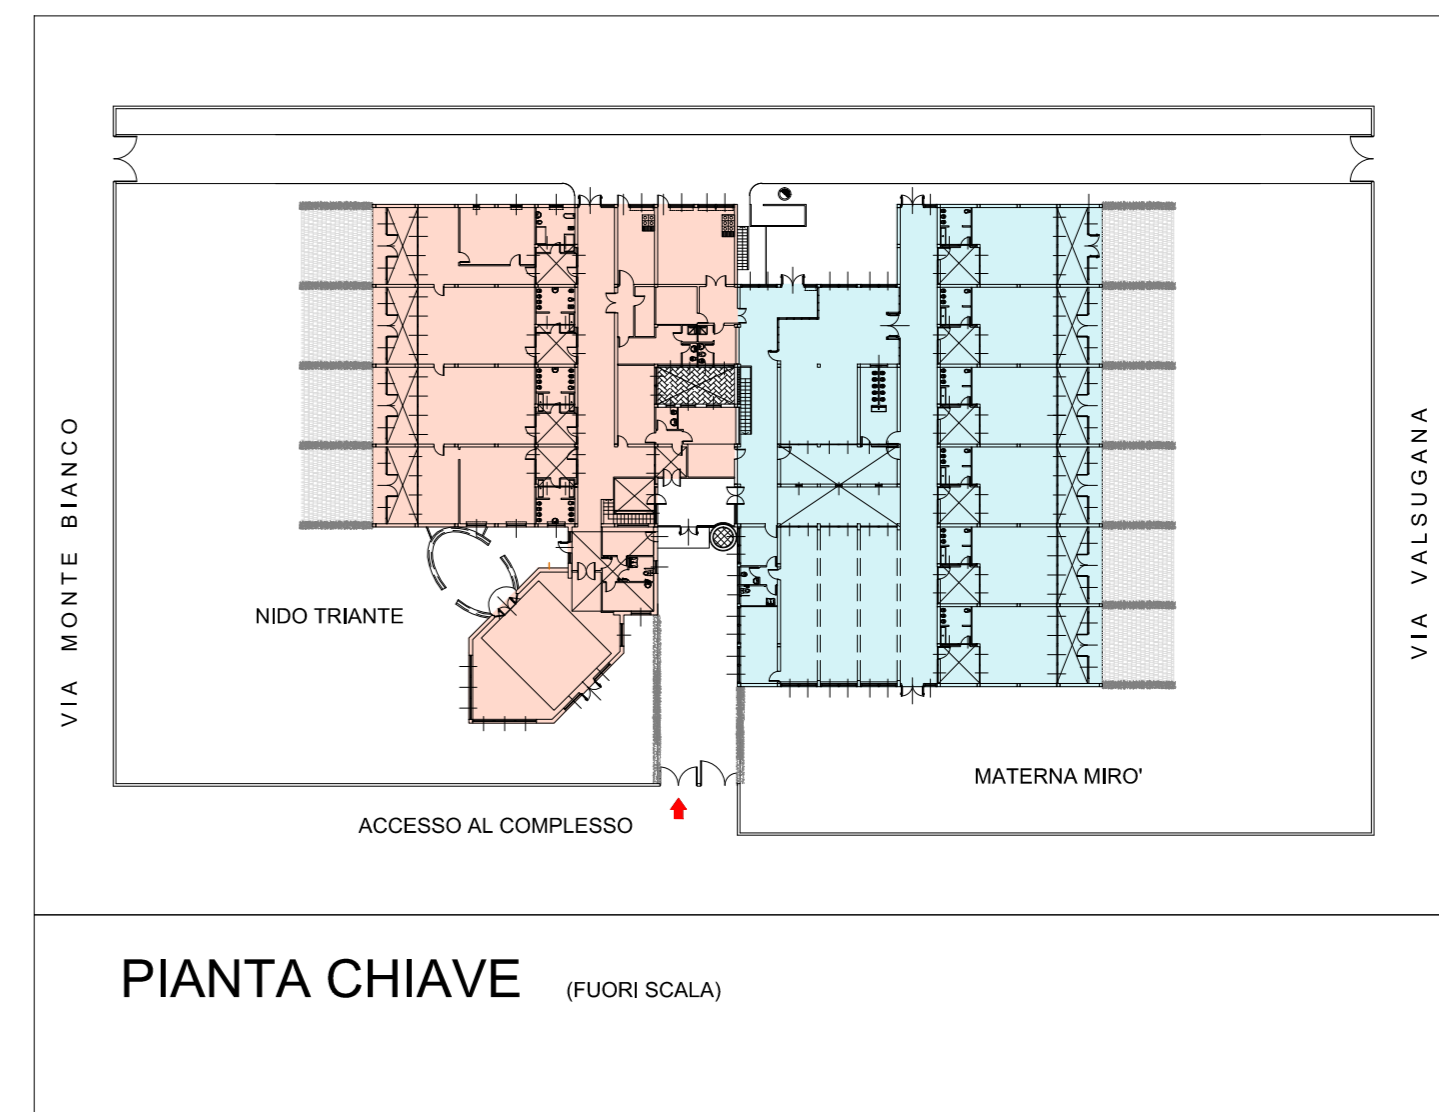 VIA MONTE BIANCO
VIA VALSUGANA
NIDO TRIANTE
MATERNA MIRO'
ACCESSO AL COMPLESSO
PIANTA CHIAVE (FUORI SCALA)